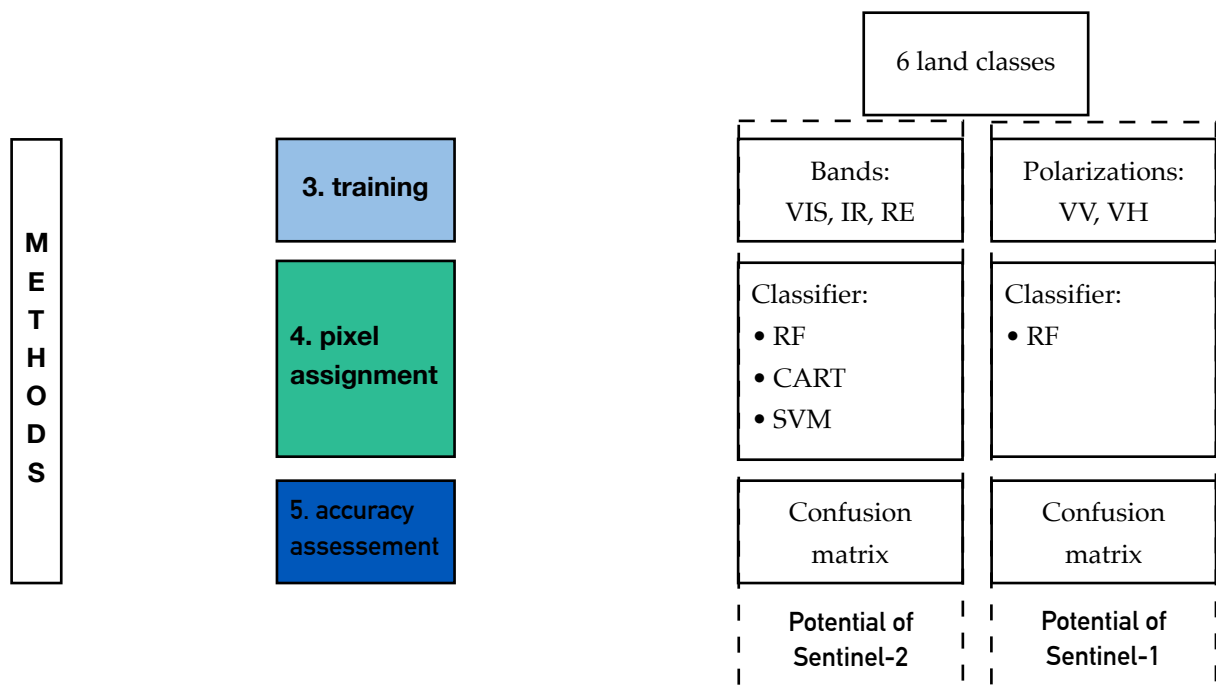 6 land classes
M
E
T
H
O
D
S
3. training
Bands:
VIS, IR, RE
Polarizations:
VV, VH
4. pixel
assignment
Classifier:
• RF
• CART
• SVM
Classifier:
• RF
5. accuracy
assessement
Confusion
matrix
Confusion
matrix
Potential of
Sentinel-2
Potential of
Sentinel-1